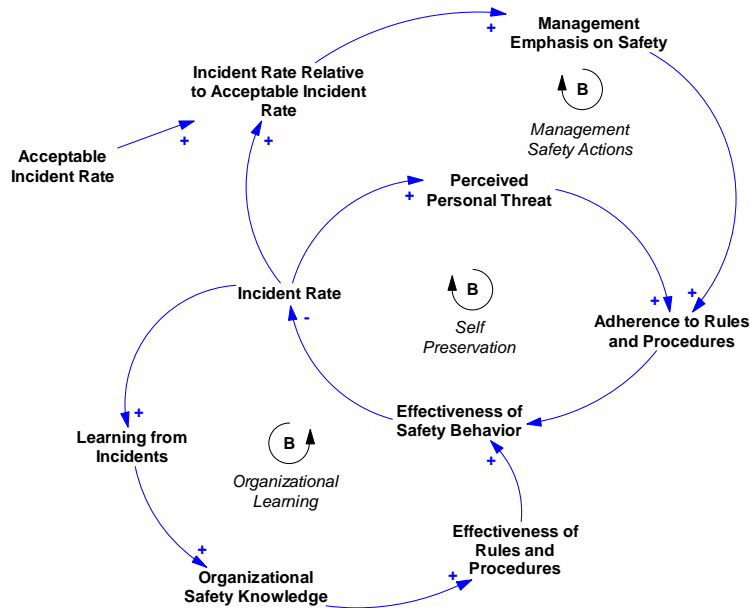 Management
Emphasis on Safety
+
Incident Rate Relative
to Acceptable Incident
Rate
B
Management
Safety Actions
+
+
Acceptable
Incident Rate
Perceived
Personal Threat
+
Incident Rate
-
B
Self
Preservation
+
+
Adherence to Rules
and Procedures
+
Learning from
Incidents
B
Organizational
Learning
Effectiveness of
Safety Behavior
+
Effectiveness of
Rules and
Procedures
+
+
Organizational
Safety Knowledge